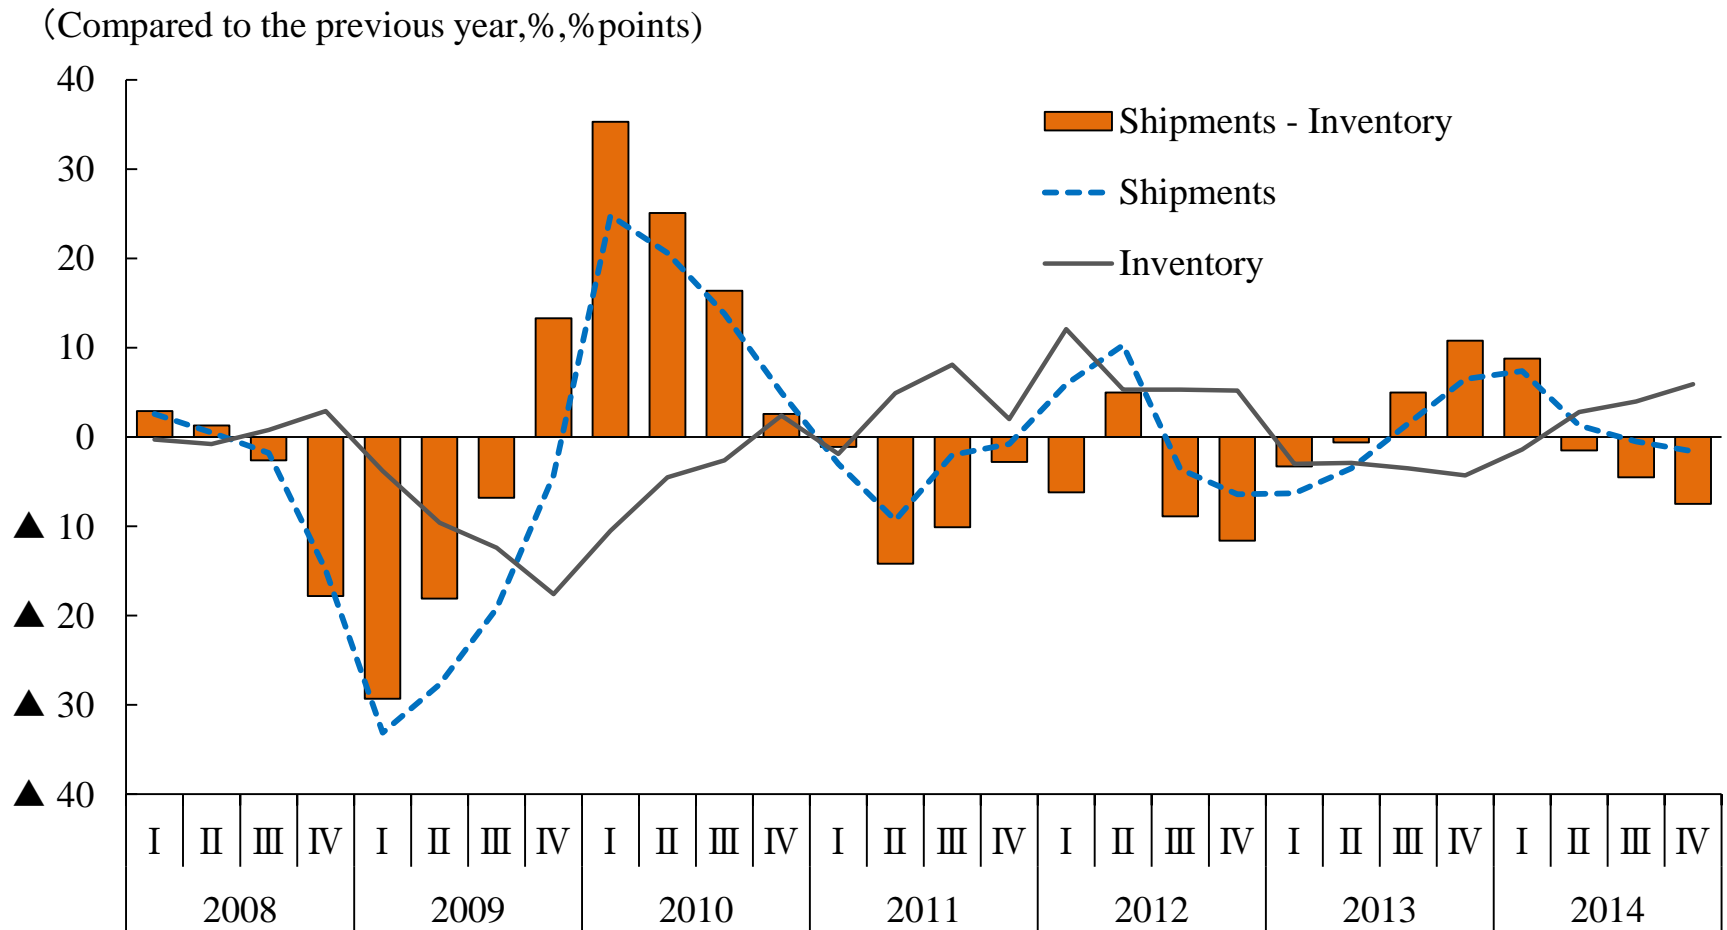 （Compared to the previous year,%,%points)
40
30
20
10
0
▲ 10
▲ 20
▲ 30
▲ 40
Shipments - Inventory
Shipments
Inventory
Ⅰ Ⅱ Ⅲ Ⅳ Ⅰ Ⅱ Ⅲ Ⅳ Ⅰ Ⅱ Ⅲ Ⅳ Ⅰ Ⅱ Ⅲ Ⅳ Ⅰ Ⅱ Ⅲ Ⅳ Ⅰ Ⅱ Ⅲ Ⅳ Ⅰ Ⅱ Ⅲ Ⅳ
2008 2009 2010 2011 2012 2013 2014